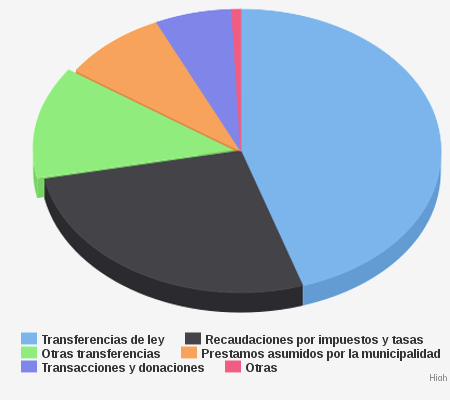 Transferencias de ley Recaudaciones por impuestos y tasas
Otras transferencias Prestamos asumidos por la municipalidad
Transacciones y donaciones Otras
High